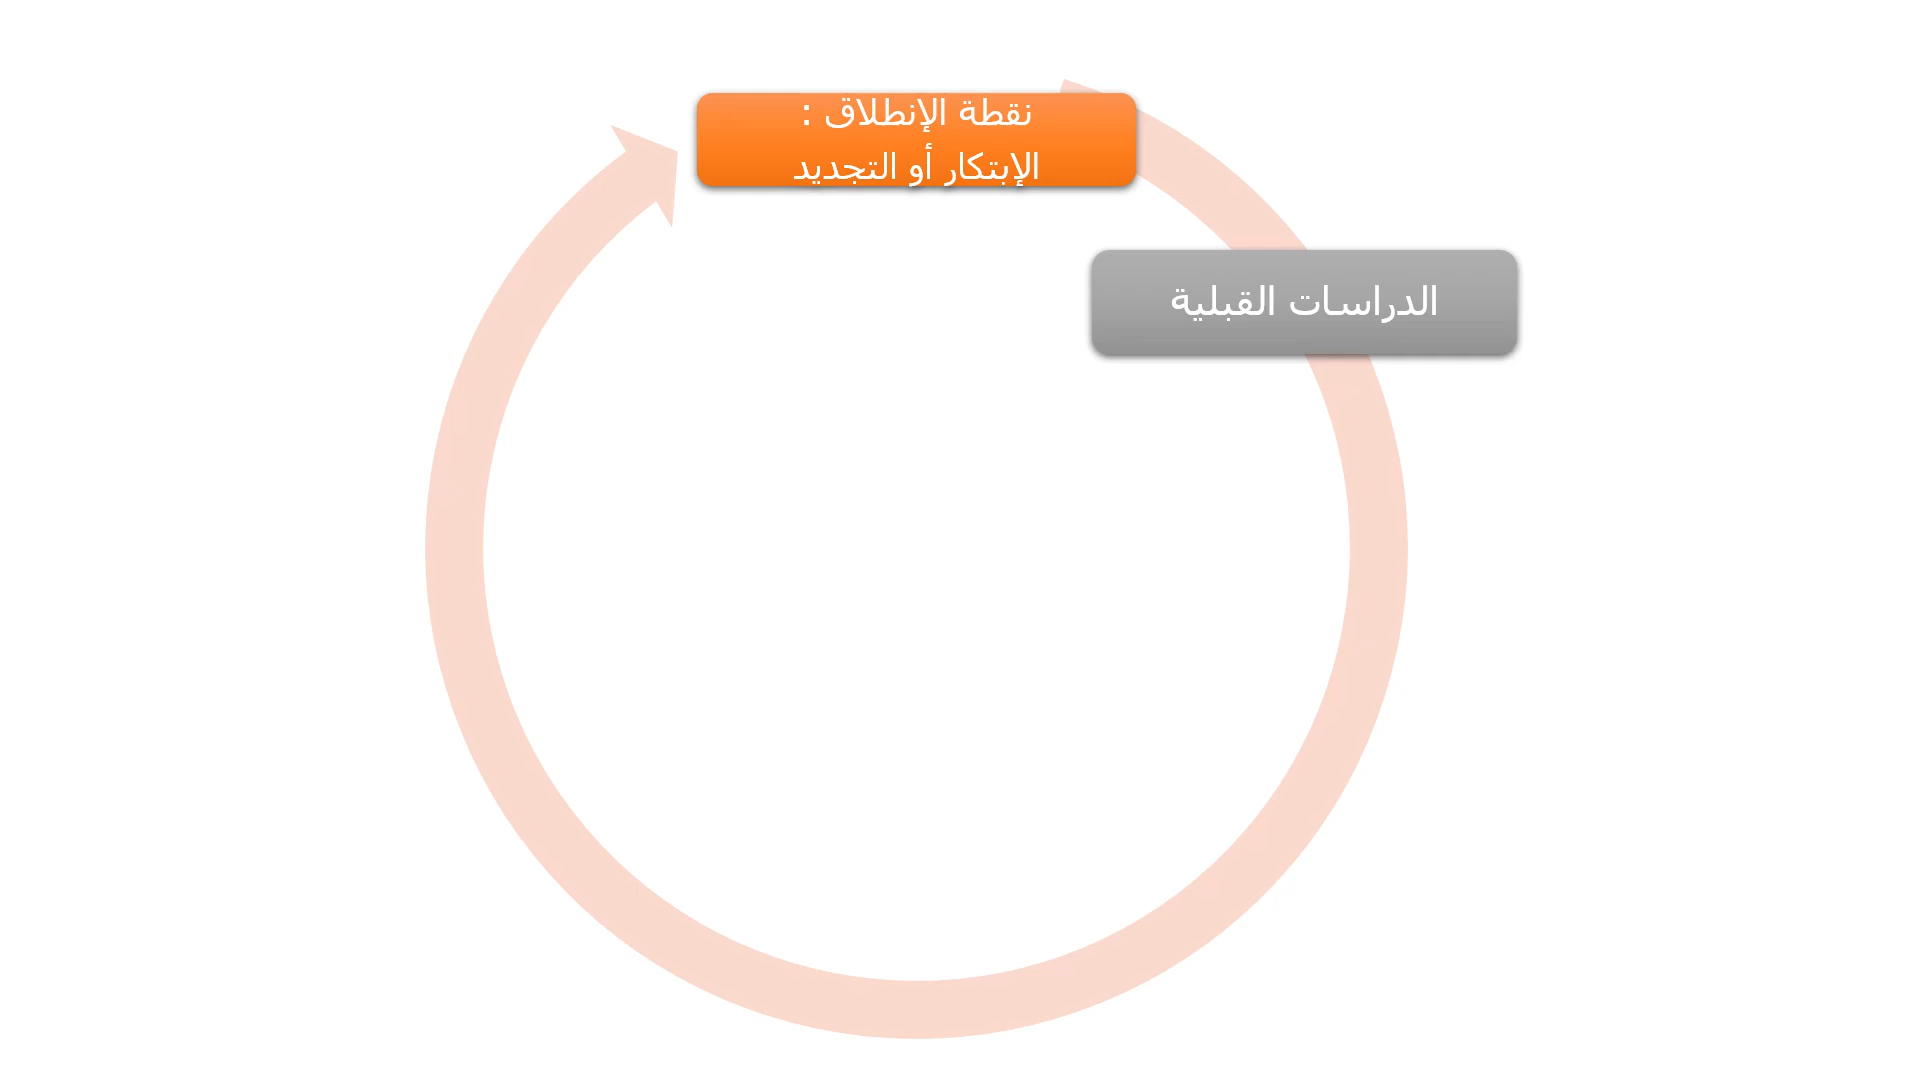 نقطة الإنطلاق :
الإبتكار أو التجديد
الدراسات القبلية